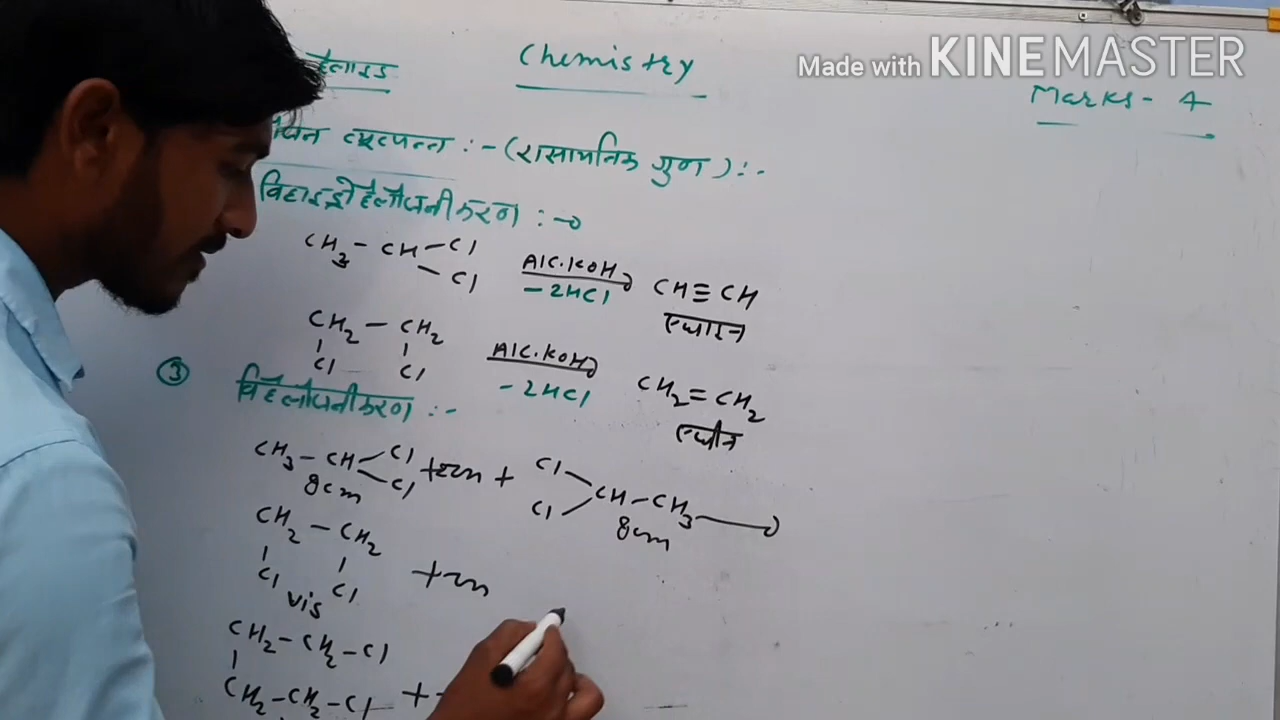 Made with KINEMASTER
हैलाइड Chemistry
Marks - 4
व्युत्पन्न :- (रासायनिक गुण) :-
विहाइड्रोहैलोजनीकरण :-
CH3 - CH - Cl
- Cl
Alc. KOH
- 2HCl
CH ≡ CH
एथाइन
CH2 - CH2
Cl Cl
Alc. KOH
- 2HCl
CH2 = CH2
एथीन
③ विहैलोजनीकरण :-
CH3 - CH Cl Cl + Zn + Cl Cl CH - CH3
gem gem
CH2 - CH2
Cl Cl + Zn
vis
CH2 - CH2 - Cl
CH2 - CH2 - Cl +